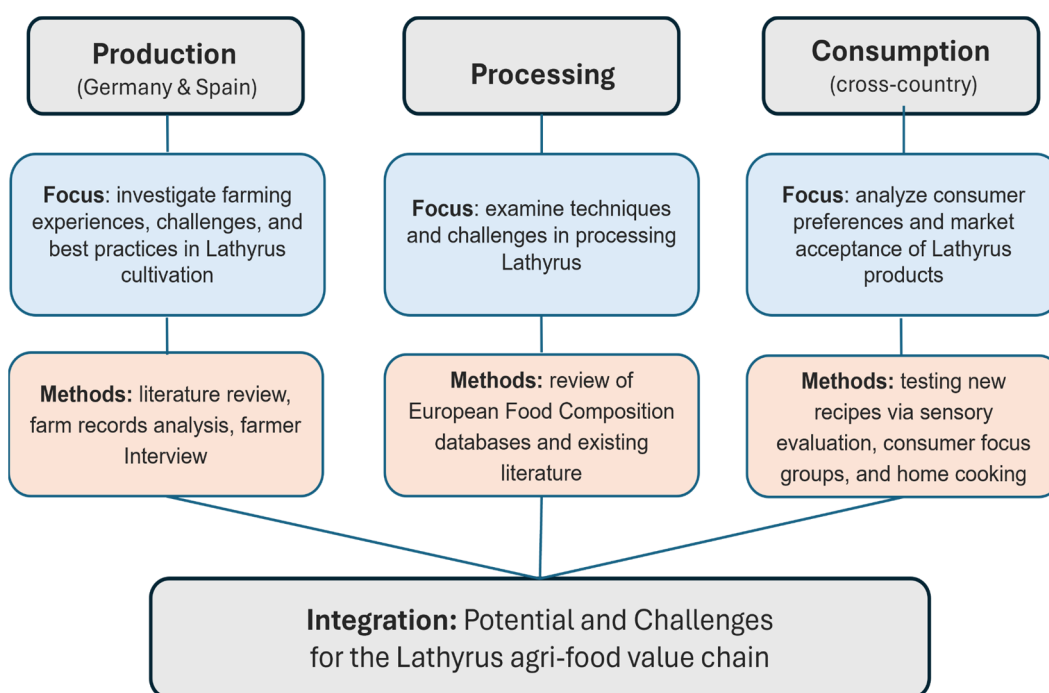 Production
(Germany & Spain)
Focus: investigate farming
experiences, challenges, and
best practices in Lathyrus
cultivation
Methods: literature review,
farm records analysis, farmer
Interview
Processing
Focus: examine techniques
and challenges in processing
Lathyrus
Methods: review of
European Food Composition
databases and existing
literature
Consumption
(cross-country)
Focus: analyze consumer
preferences and market
acceptance of Lathyrus
products
Methods: testing new
recipes via sensory
evaluation, consumer focus
groups, and home cooking
Integration: Potential and Challenges
for the Lathyrus agri-food value chain